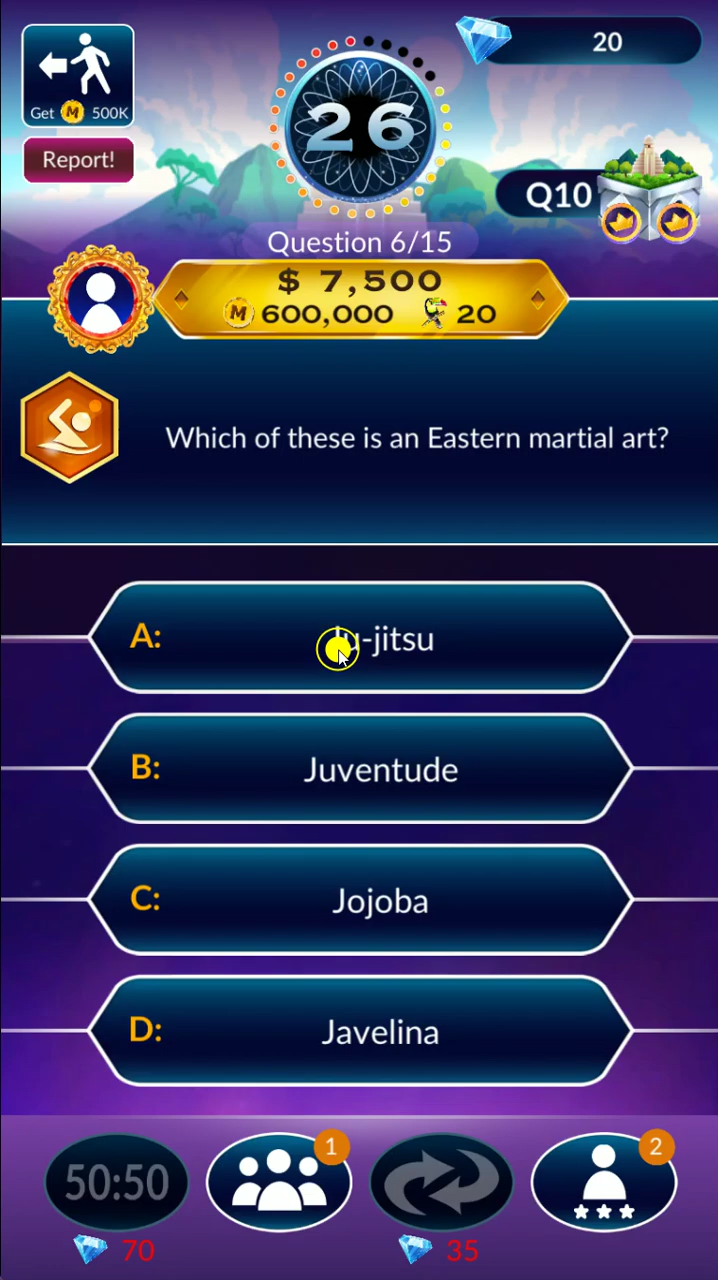 20
Get M 500K
26
Report!
Q10
Question 6/15
$ 7,500
M 600,000 20
Which of these is an Eastern martial art?
A: Ju-jitsu
B: Juventude
C: Jojoba
D: Javelina
1
2
50:50
70
35